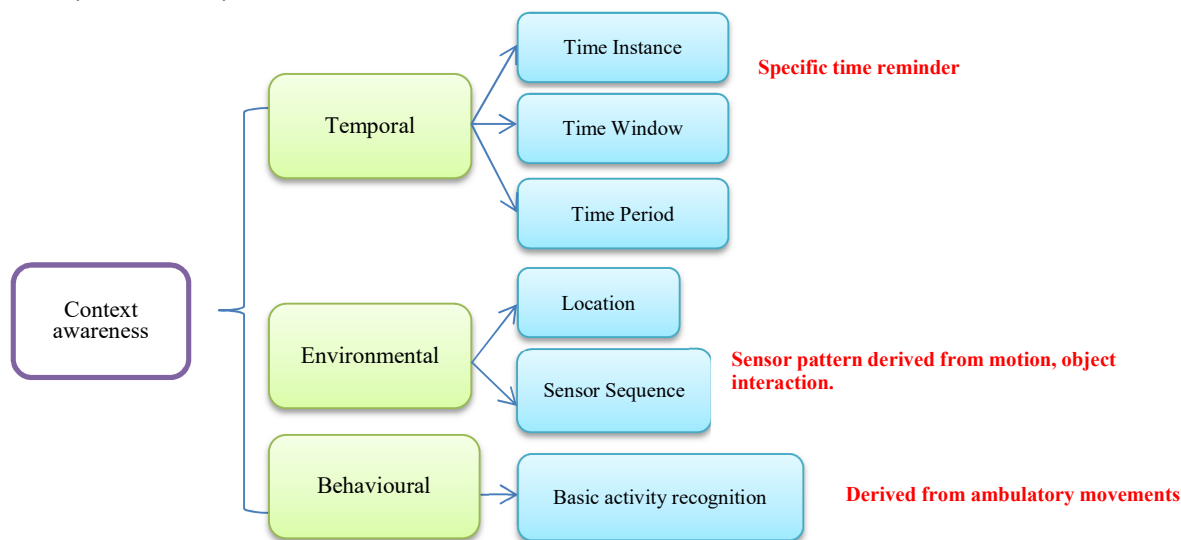 Time Instance
Specific time reminder
Temporal
Time Window
Time Period
Context
awareness
Location
Environmental
Sensor Sequence
Sensor pattern derived from motion, object
interaction.
Behavioural
Basic activity recognition
Derived from ambulatory movements